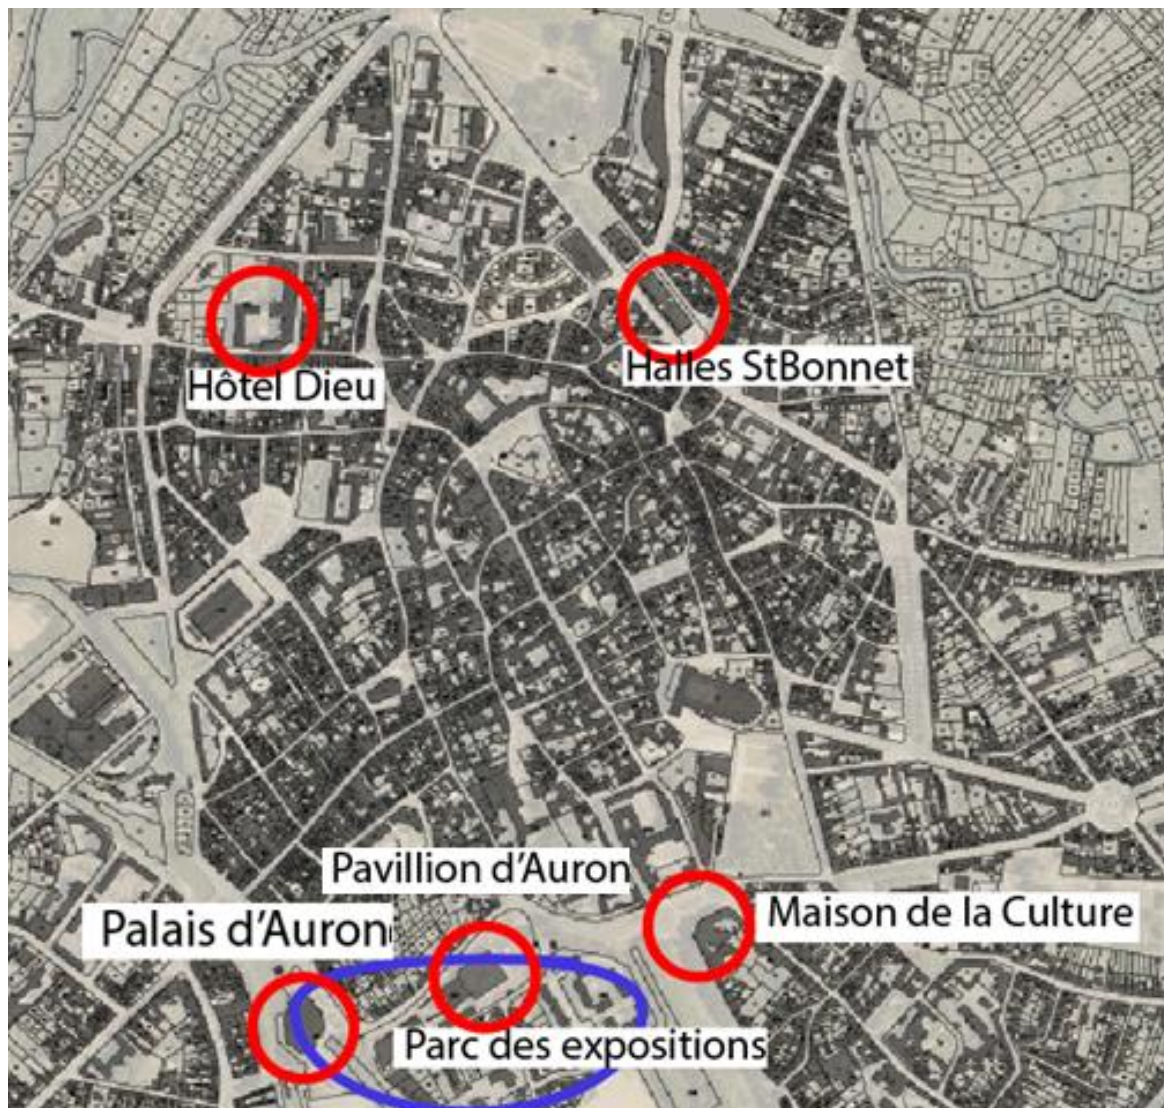 Hôtel Dieu
Halles StBonnet
Pavillion d'Auron
Palais d'Auron
Maison de la Culture
Parc des expositions